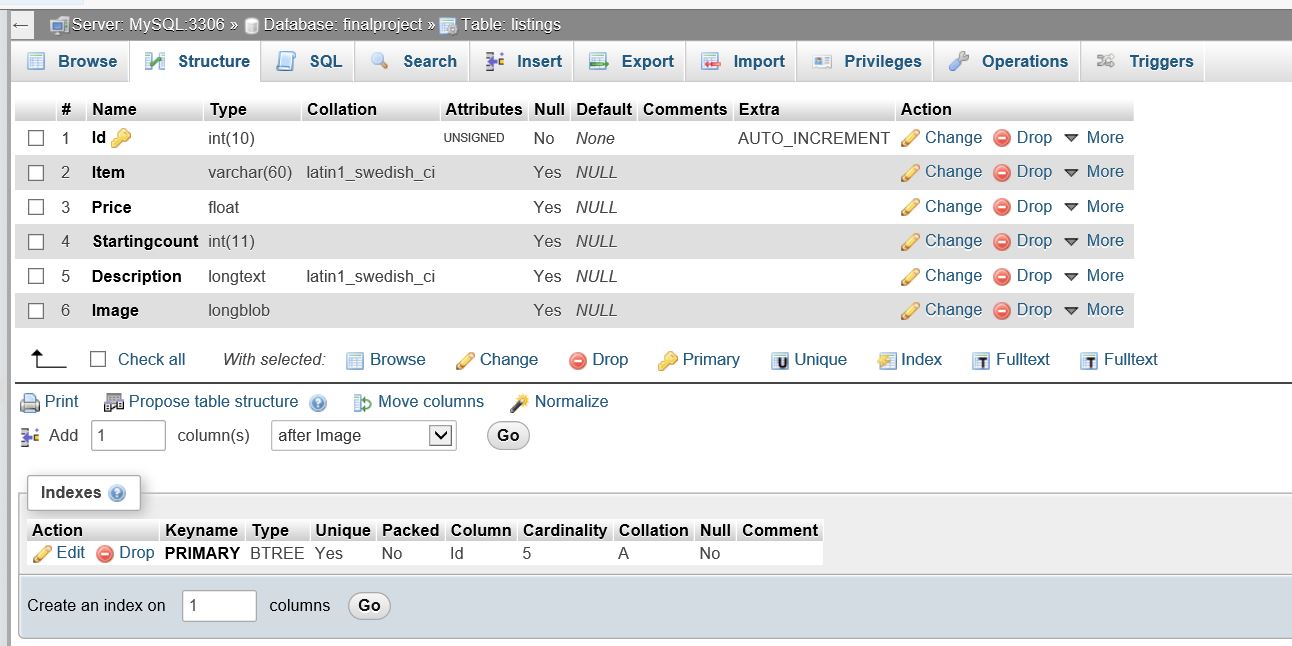 Server: MySQL:3306 » Database: finalproject » Table: listings
Browse Structure SQL Search Insert Export Import Privileges Operations Triggers
# Name Type Collation Attributes Null Default Comments Extra Action
1 Id int(10) UNSIGNED No None AUTO_INCREMENT Change Drop More
2 Item varchar(60) latin1_swedish_ci Yes NULL Change Drop More
3 Price float Yes NULL Change Drop More
4 Startingcount int(11) Yes NULL Change Drop More
5 Description longtext latin1_swedish_ci Yes NULL Change Drop More
6 Image longblob Yes NULL Change Drop More
Check all With selected: Browse Change Drop Primary Unique Index Fulltext Fulltext
Print Propose table structure Move columns Normalize
Add 1 column(s) after Image Go
Indexes
Action Keyname Type Unique Packed Column Cardinality Collation Null Comment
Edit Drop PRIMARY BTREE Yes No Id 5 A No
Create an index on 1 columns Go